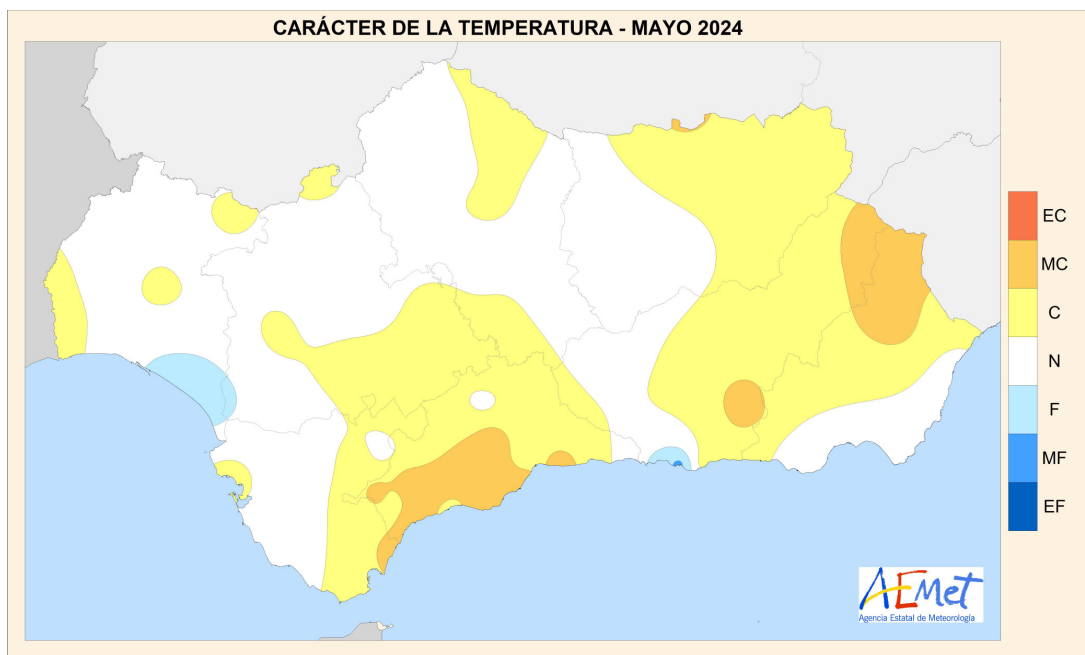 CARÁCTER DE LA TEMPERATURA - MAYO 2024
EC
MC
C
N
F
MF
EF
AEMet
Agencia Estatal de Meteorología